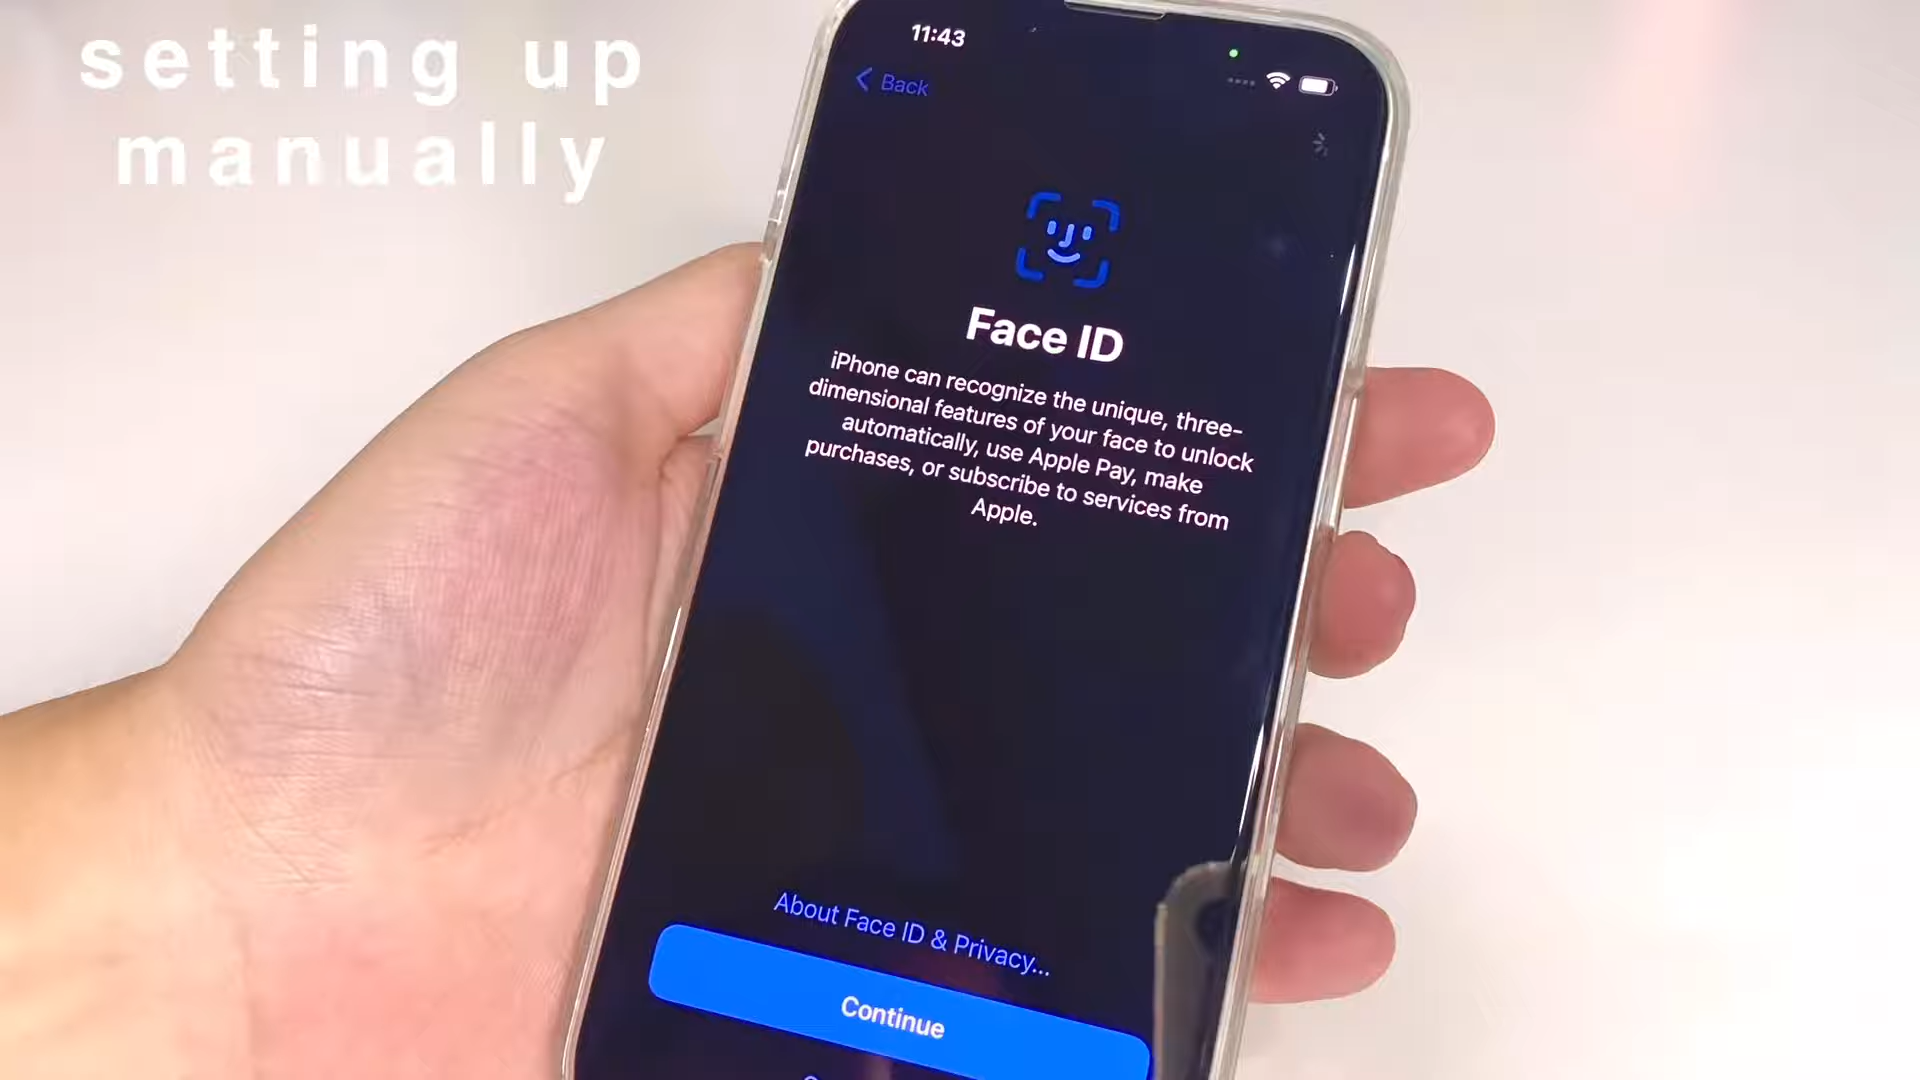 setting up
manually
11:43
Back
Face ID
iPhone can recognize the unique, three-
dimensional features of your face to unlock
automatically, use Apple Pay, make
purchases, or subscribe to services from
Apple.
About Face ID & Privacy...
Continue